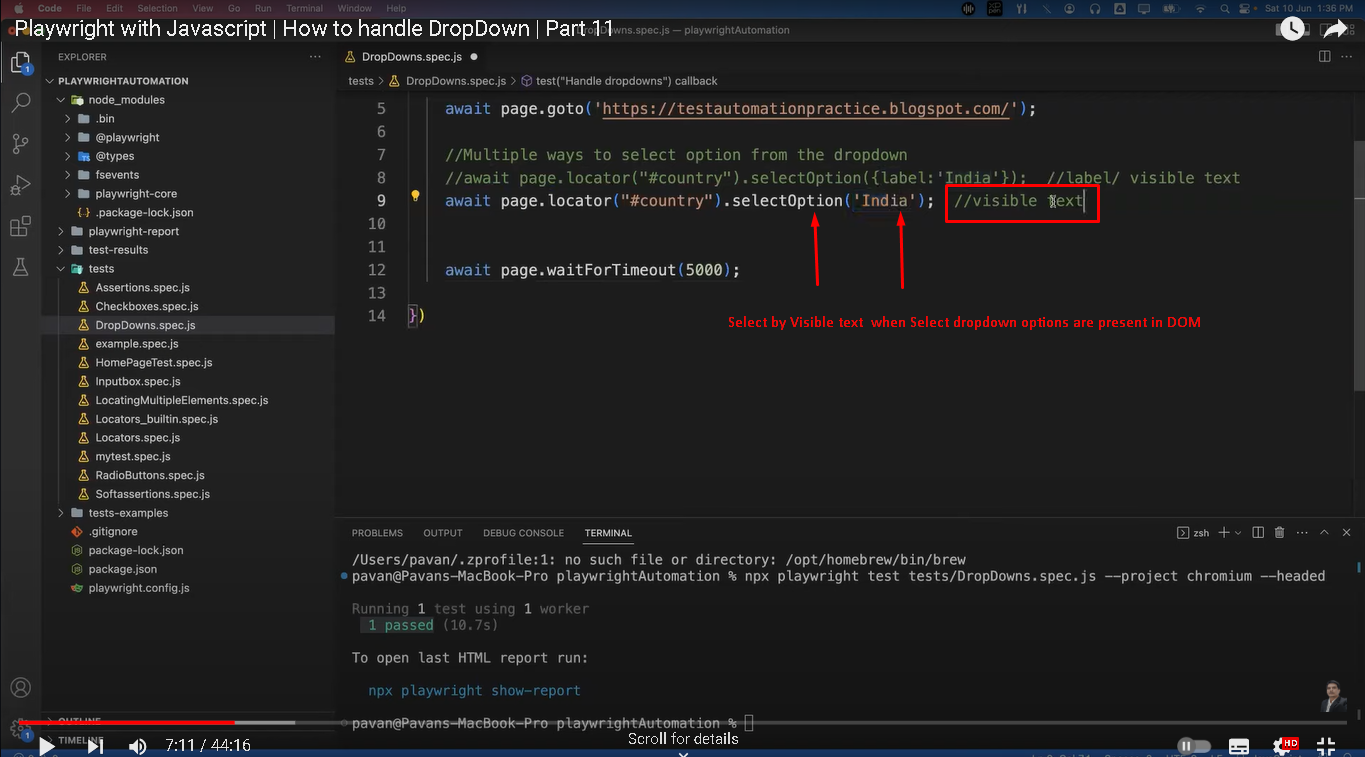 Code File Edit Selection View Go Run Terminal Window Help Sat 10 Jun 1:36 PM
Playwright with Javascript | How to handle DropDown | Part 11
Downs.spec.js — playwrightAutomation
EXPLORER
DropDowns.spec.js
PLAYWRIGHTAUTOMATION
tests > DropDowns.spec.js > test("Handle dropdowns") callback
node_modules
.bin
@playwright
@types
fsevents
playwright-core
.package-lock.json
playwright-report
test-results
tests
Assertions.spec.js
Checkboxes.spec.js
DropDowns.spec.js
example.spec.js
HomePageTest.spec.js
Inputbox.spec.js
LocatingMultipleElements.spec.js
Locators_builtin.spec.js
Locators.spec.js
mytest.spec.js
RadioButtons.spec.js
Softassertions.spec.js
tests-examples
.gitignore
package-lock.json
package.json
playwright.config.js
OUTLINE
TIMELINE
1
1
5 await page.goto('https://testautomationpractice.blogspot.com/');
6
7 //Multiple ways to select option from the dropdown
8 //await page.locator("#country").selectOption({label:'India'}); //label/ visible text
9 await page.locator("#country").selectOption('India'); //visible text
10
11
12 await page.waitForTimeout(5000);
13
14 })
Select by Visible text when Select dropdown options are present in DOM
PROBLEMS OUTPUT DEBUG CONSOLE TERMINAL zsh
/Users/pavan/.zprofile:1: no such file or directory: /opt/homebrew/bin/brew
pavan@Pavans-MacBook-Pro playwrightAutomation % npx playwright test tests/DropDowns.spec.js --project chromium --headed
Running 1 test using 1 worker
1 passed (10.7s)
To open last HTML report run:
npx playwright show-report
pavan@Pavans-MacBook-Pro playwrightAutomation %
Scroll for details
7:11 / 44:16
HD